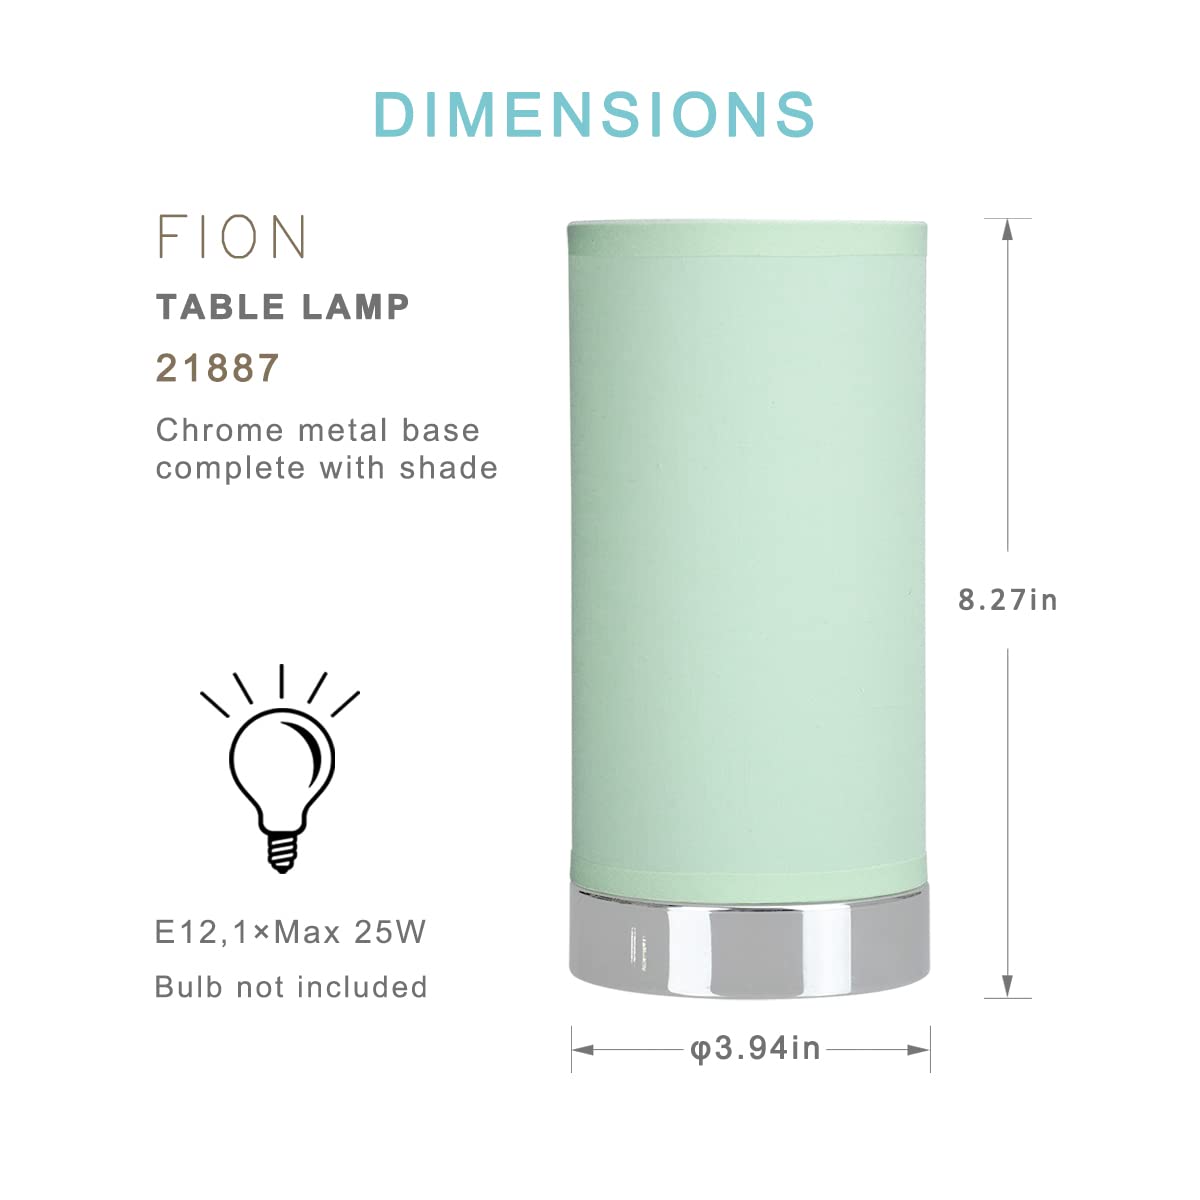 DIMENSIONS
FION
TABLE LAMP
21887
Chrome metal base
complete with shade
8.27in
E12,1×Max 25W
Bulb not included
φ3.94in